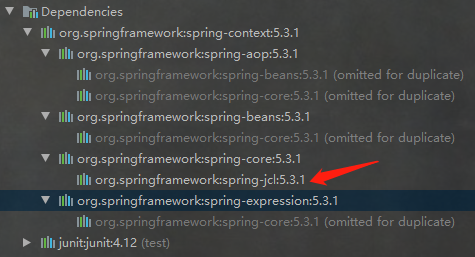 Dependencies
org.springframework:spring-context:5.3.1
org.springframework:spring-aop:5.3.1
org.springframework:spring-beans:5.3.1 (omitted for duplicate)
org.springframework:spring-core:5.3.1 (omitted for duplicate)
org.springframework:spring-beans:5.3.1
org.springframework:spring-core:5.3.1 (omitted for duplicate)
org.springframework:spring-core:5.3.1
org.springframework:spring-jcl:5.3.1
org.springframework:spring-expression:5.3.1
org.springframework:spring-core:5.3.1 (omitted for duplicate)
junit:junit:4.12 (test)